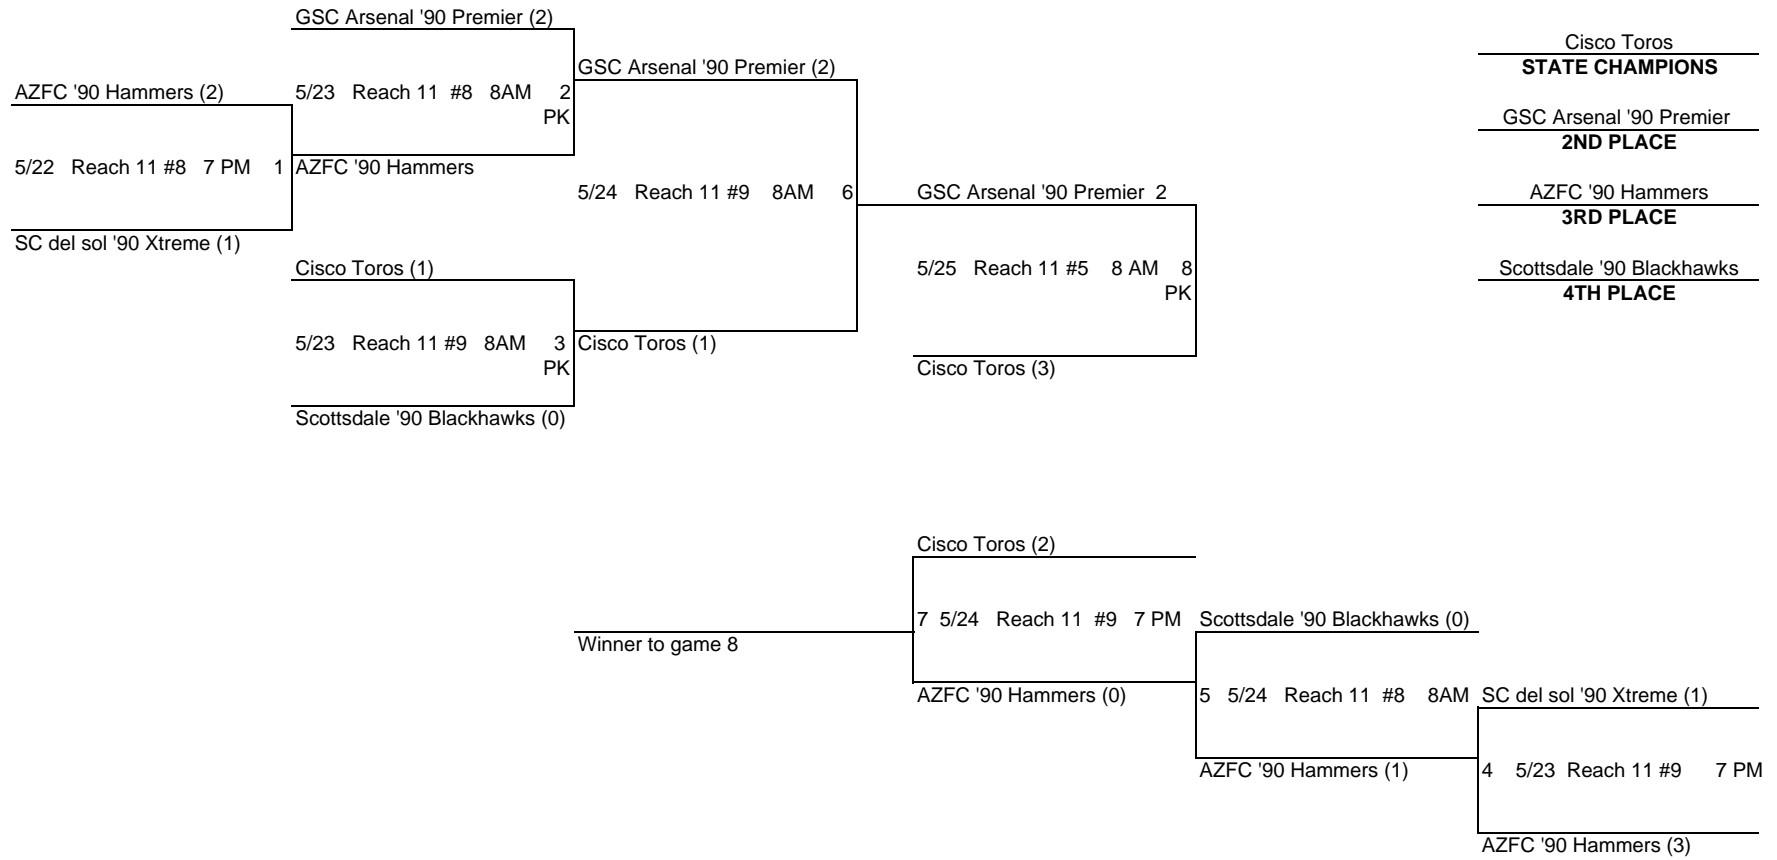 GSC Arsenal '90 Premier (2)
Cisco Toros
STATE CHAMPIONS
GSC Arsenal '90 Premier (2)
AZFC '90 Hammers (2)
5/23 Reach 11 #8 8AM 2
PK
GSC Arsenal '90 Premier
2ND PLACE
5/22 Reach 11 #8 7 PM 1
AZFC '90 Hammers
5/24 Reach 11 #9 8AM 6
GSC Arsenal '90 Premier 2
AZFC '90 Hammers
3RD PLACE
SC del sol '90 Xtreme (1)
Cisco Toros (1)
5/25 Reach 11 #5 8 AM 8
PK
Scottsdale '90 Blackhawks
4TH PLACE
5/23 Reach 11 #9 8AM 3
PK
Cisco Toros (1)
Cisco Toros (3)
Scottsdale '90 Blackhawks (0)
Cisco Toros (2)
7 5/24 Reach 11 #9 7 PM
Scottsdale '90 Blackhawks (0)
Winner to game 8
AZFC '90 Hammers (0)
5 5/24 Reach 11 #8 8AM
SC del sol '90 Xtreme (1)
AZFC '90 Hammers (1)
4 5/23 Reach 11 #9 7 PM
AZFC '90 Hammers (3)